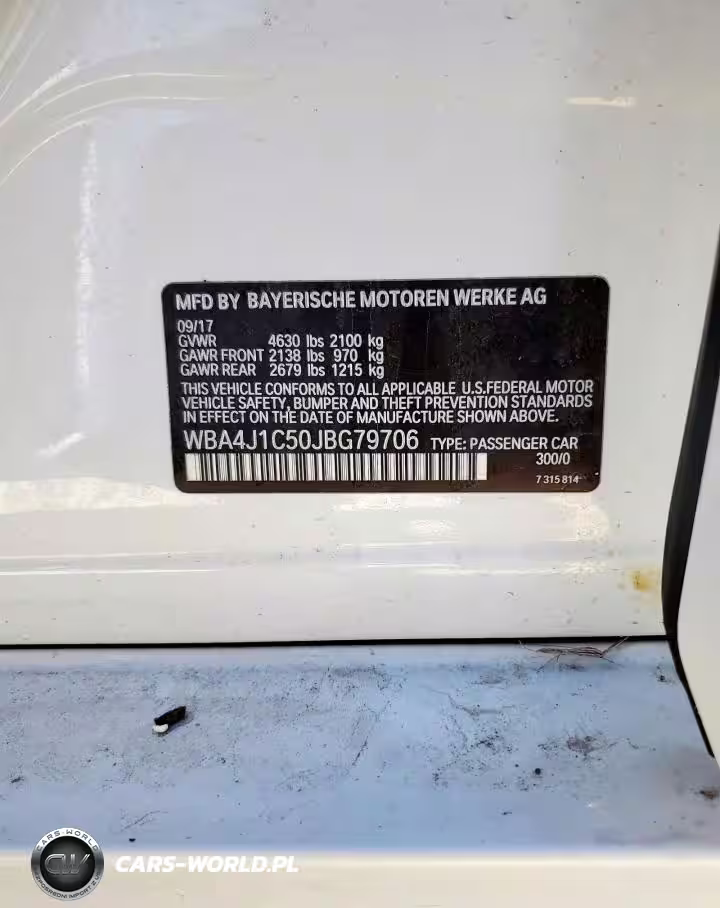 MFD BY BAYERISCHE MOTOREN WERKE AG
09/17
GVWR 4630 lbs 2100 kg
GAWR FRONT 2138 lbs 970 kg
GAWR REAR 2679 lbs 1215 kg
THIS VEHICLE CONFORMS TO ALL APPLICABLE U.S.FEDERAL MOTOR
VEHICLE SAFETY, BUMPER AND THEFT PREVENTION STANDARDS
IN EFFECT ON THE DATE OF MANUFACTURE SHOWN ABOVE.
WBA4J1C50JBG79706 TYPE: PASSENGER CAR
300/0
7 315 814
CARS-WORLD
CW
CARS-WORLD.PL